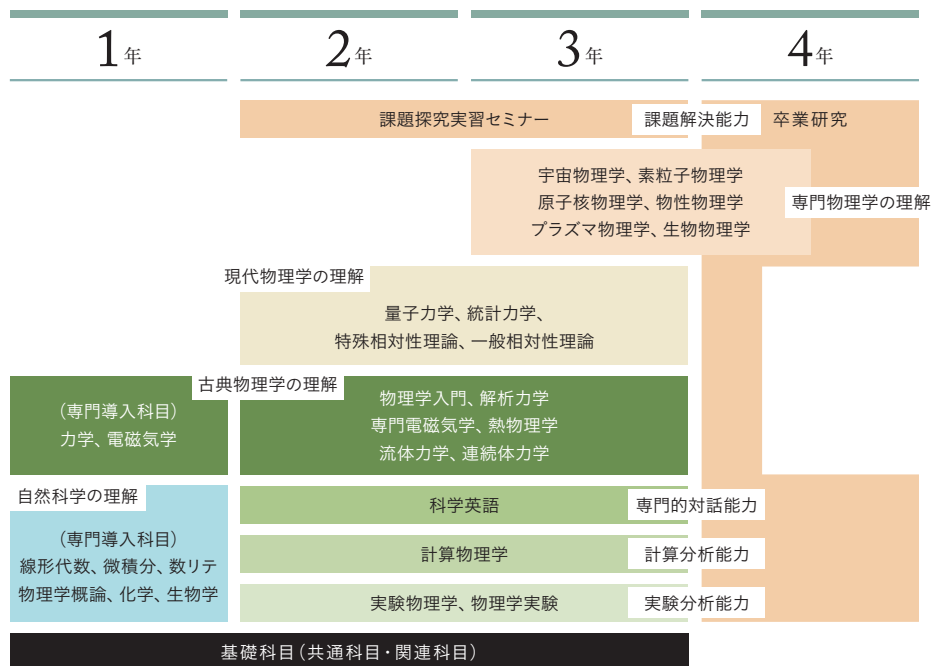 1年 2年 3年 4年
課題探究実習セミナー 課題解決能力 卒業研究
宇宙物理学、素粒子物理学
原子核物理学、物性物理学 専門物理学の理解
プラズマ物理学、生物物理学
現代物理学の理解
量子力学、統計力学、
特殊相対性理論、一般相対性理論
古典物理学の理解
(専門導入科目)
力学、電磁気学
物理学入門、解析力学
専門電磁気学、熱物理学
流体力学、連続体力学
自然科学の理解
(専門導入科目)
線形代数、微積分、数リテ
物理学概論、化学、生物学
科学英語 専門的対話能力
計算物理学 計算分析能力
実験物理学、物理学実験 実験分析能力
基礎科目(共通科目・関連科目)